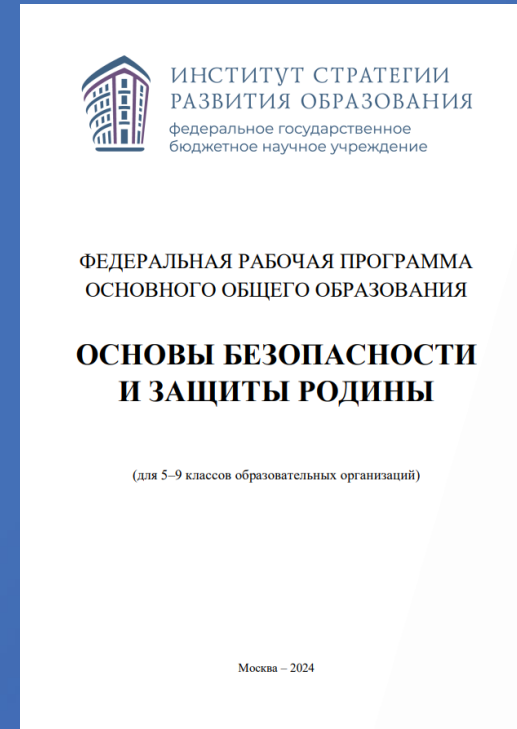 ИНСТИТУТ СТРАТЕГИИ
РАЗВИТИЯ ОБРАЗОВАНИЯ
федеральное государственное
бюджетное научное учреждение
ФЕДЕРАЛЬНАЯ РАБОЧАЯ ПРОГРАММА
ОСНОВНОГО ОБЩЕГО ОБРАЗОВАНИЯ
ОСНОВЫ БЕЗОПАСНОСТИ
И ЗАЩИТЫ РОДИНЫ
(для 5–9 классов образовательных организаций)
Москва – 2024